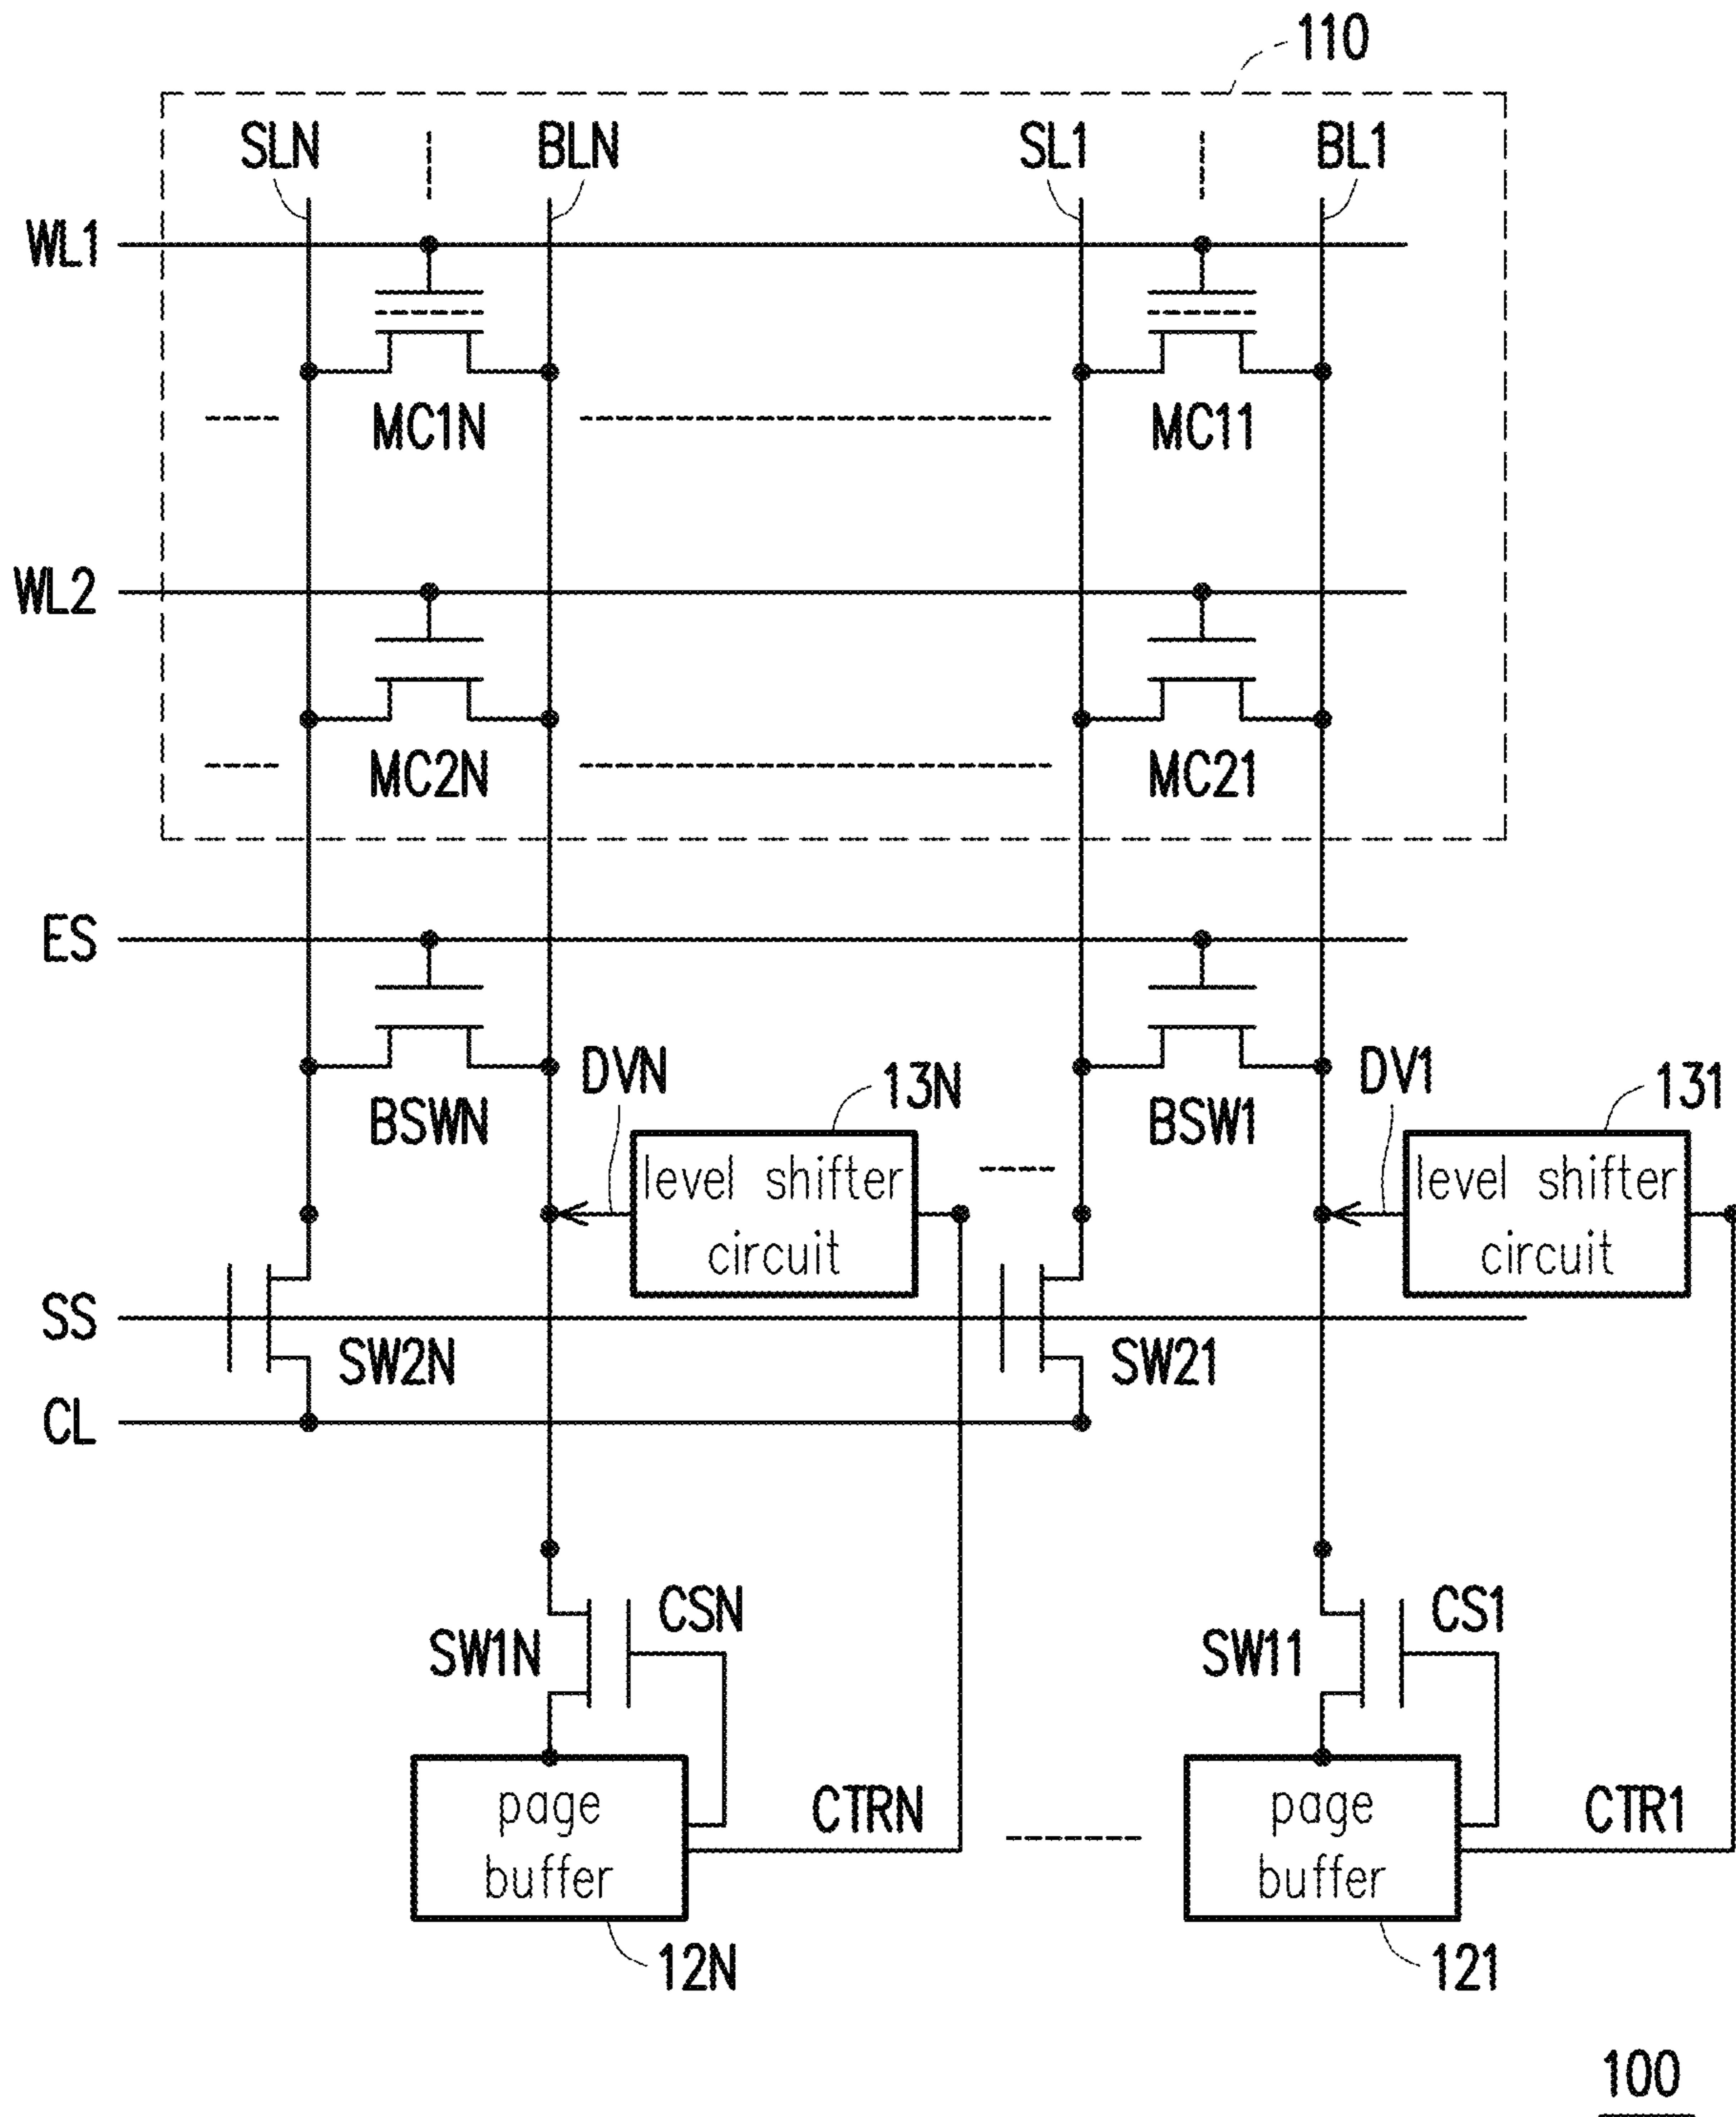 110
SLN BLN SL1 BL1
WL1
MC1N MC11
WL2
MC2N MC21
ES
BSWN DVN 13N BSW1 DV1 131
level shifter circuit
level shifter circuit
SS
SW2N SW21
CL
SW1N CSN SW11 CS1
page buffer
CTRN
page buffer
CTR1
12N 121
100